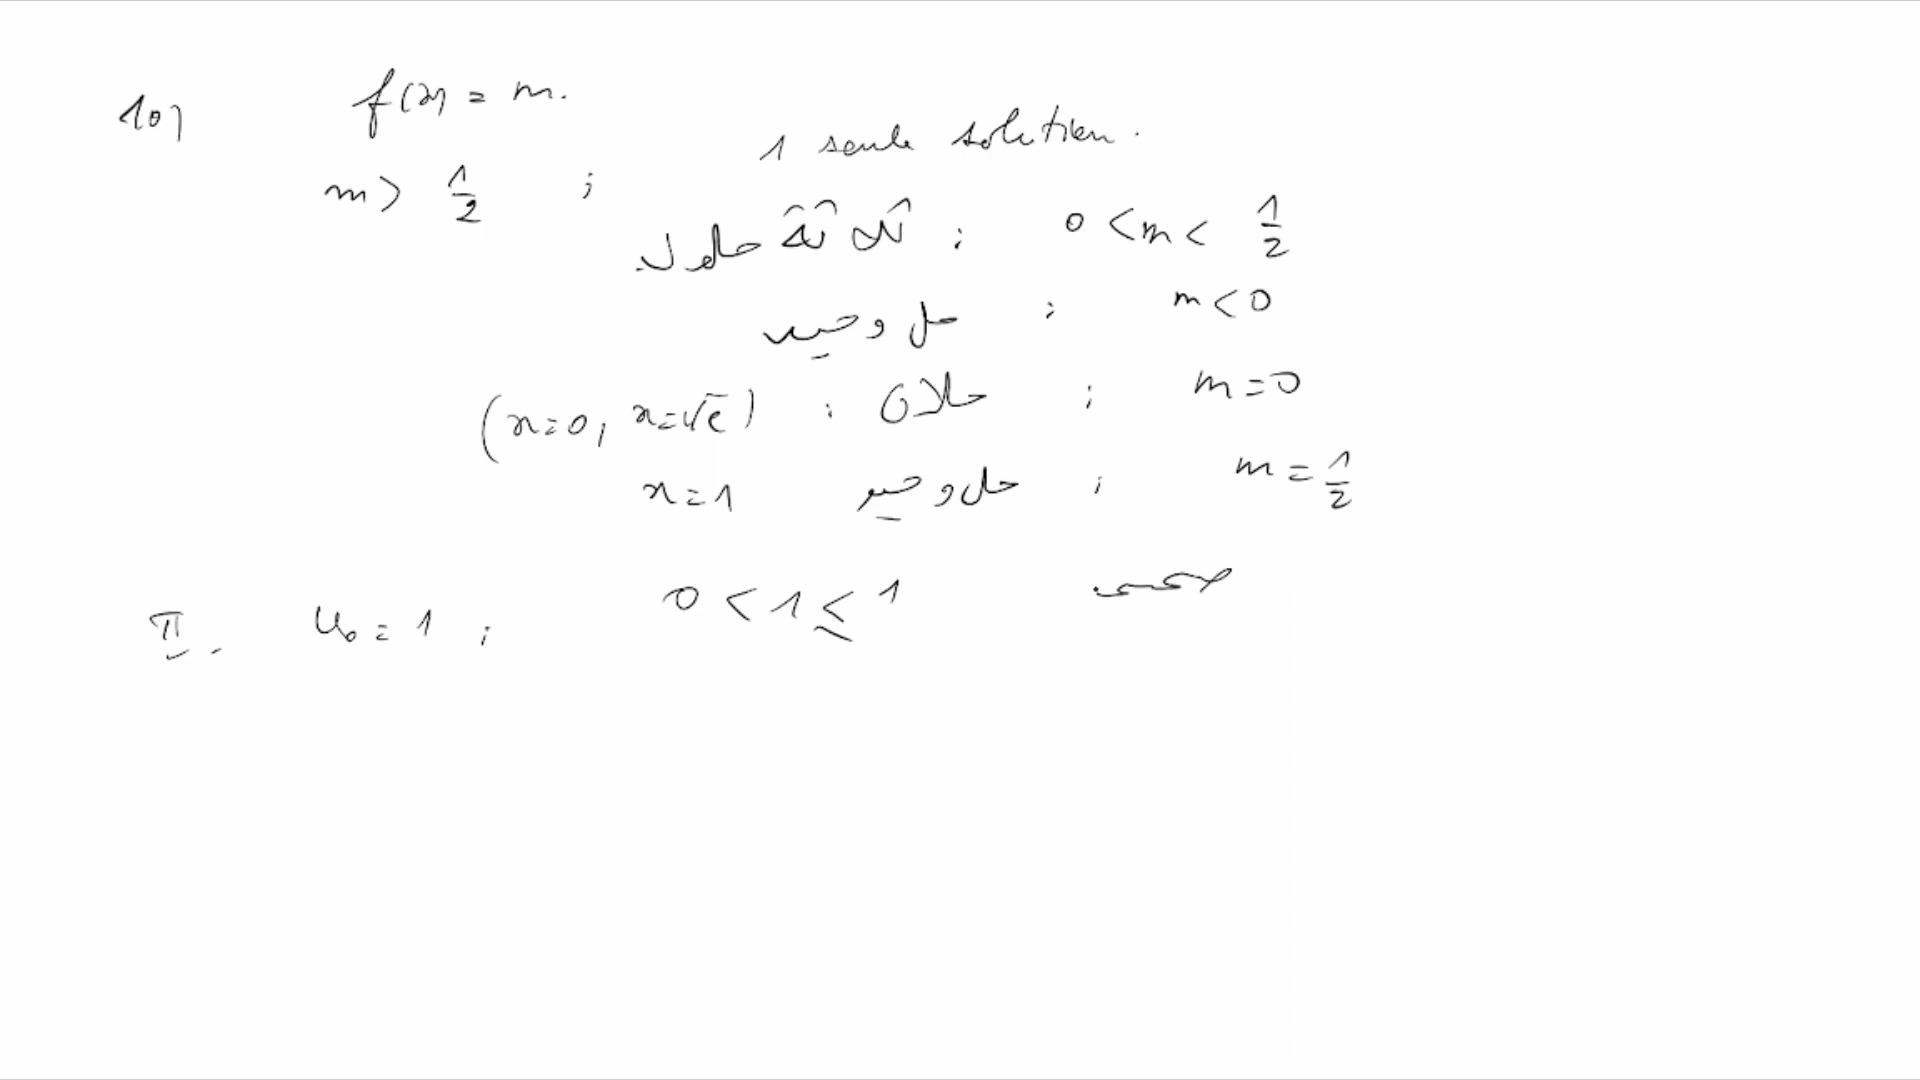 10) f(x) = m.
m > 1/2 ; 1 seule solution.
0 < m < 1/2 ; ثلاثة حلول.
m < 0 ; حل وحيد
m = 0 ; حلان : (x=0, x=√e)
m = 1/2 ; حل وحيد x=1
II. u₀ = 1 ; 0 < 1 ≤ 1